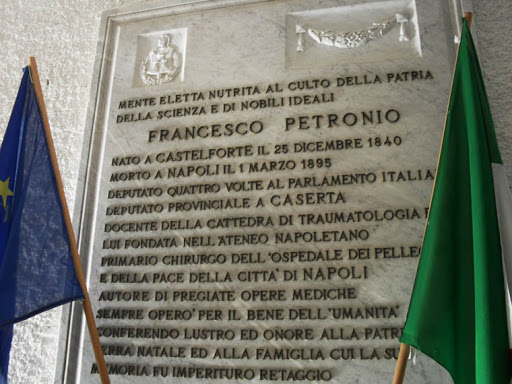 MENTE ELETTA NUTRITA AL CULTO DELLA PATRIA
DELLA SCIENZA E DI NOBILI IDEALI
FRANCESCO PETRONIO
NATO A CASTELFORTE IL 25 DICEMBRE 1840
MORTO A NAPOLI IL 1 MARZO 1895
DEPUTATO QUATTRO VOLTE AL PARLAMENTO ITALIA
DEPUTATO PROVINCIALE A CASERTA
DOCENTE DELLA CATTEDRA DI TRAUMATOLOGIA
LUI FONDATA NELL'ATENEO NAPOLETANO
PRIMARIO CHIRURGO DELL'OSPEDALE DEI PELLEG
E DELLA PACE DELLA CITTA' DI NAPOLI
AUTORE DI PREGIATE OPERE MEDICHE
SEMPRE OPERO' PER IL BENE DELL'UMANITA'
CONFERENDO LUSTRO ED ONORE ALLA PATRI
ERRA NATALE ED ALLA FAMIGLIA CUI LA SU
MEMORIA FU IMPERITURO RETAGGIO